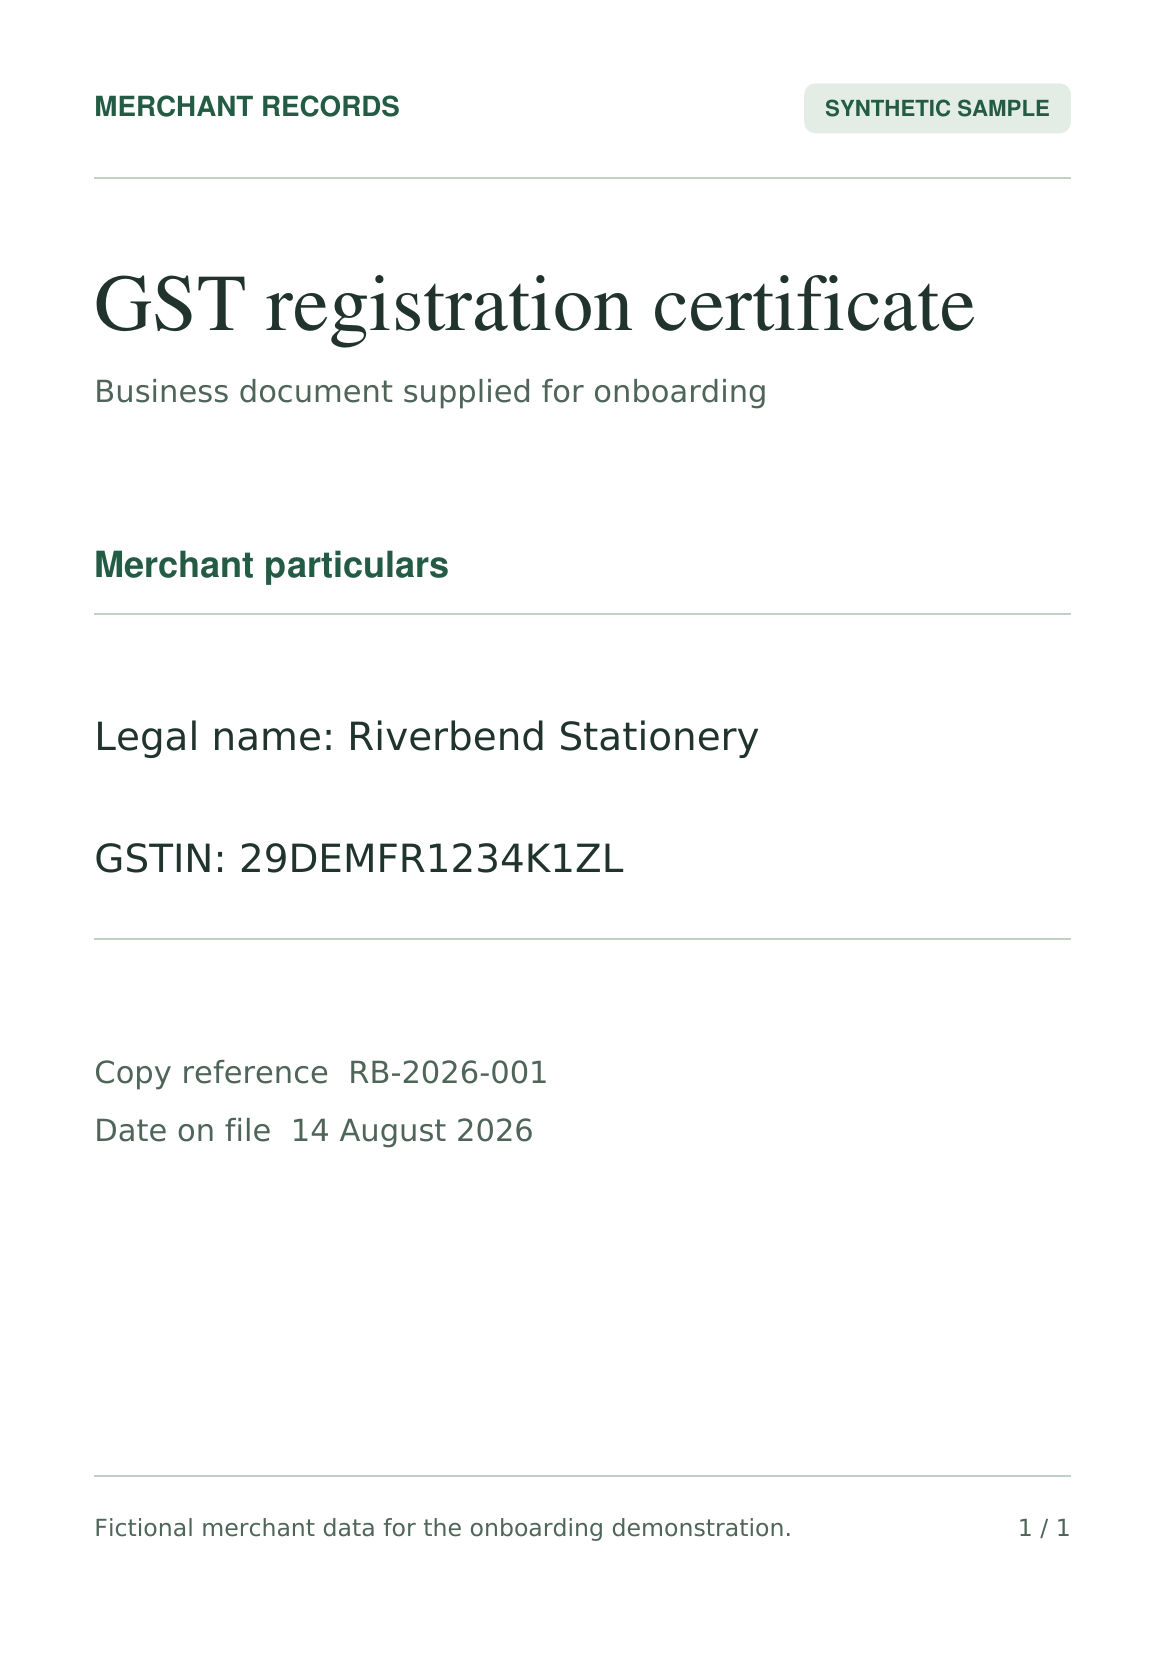 MERCHANT RECORDS
SYNTHETIC SAMPLE
GST registration certificate
Business document supplied for onboarding
Merchant particulars
Legal name: Riverbend Stationery
GSTIN: 29DEMFR1234K1ZL
Copy reference RB-2026-001
Date on file 14 August 2026
Fictional merchant data for the onboarding demonstration.
1 / 1